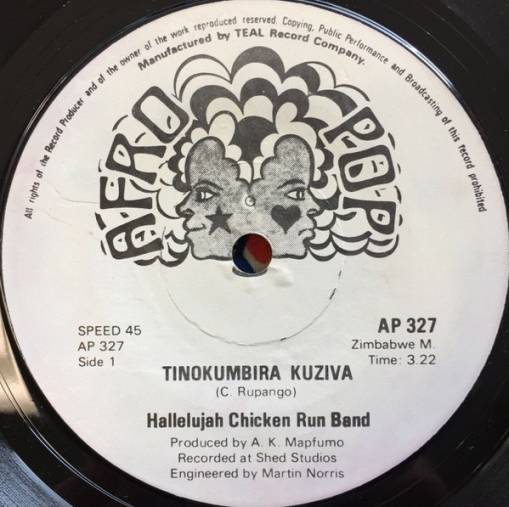 All rights of the Record Producer and of the owner of the work reproduced reserved. Copying, Public Performance and Broadcasting of this record prohibited
Manufactured by TEAL Record Company.
AFRO POP
SPEED 45
AP 327
Side 1
AP 327
Zimbabwe M.
Time: 3.22
TINOKUMBIRA KUZIVA
(C. Rupango)
Hallelujah Chicken Run Band
Produced by A. K. Mapfumo
Recorded at Shed Studios
Engineered by Martin Norris